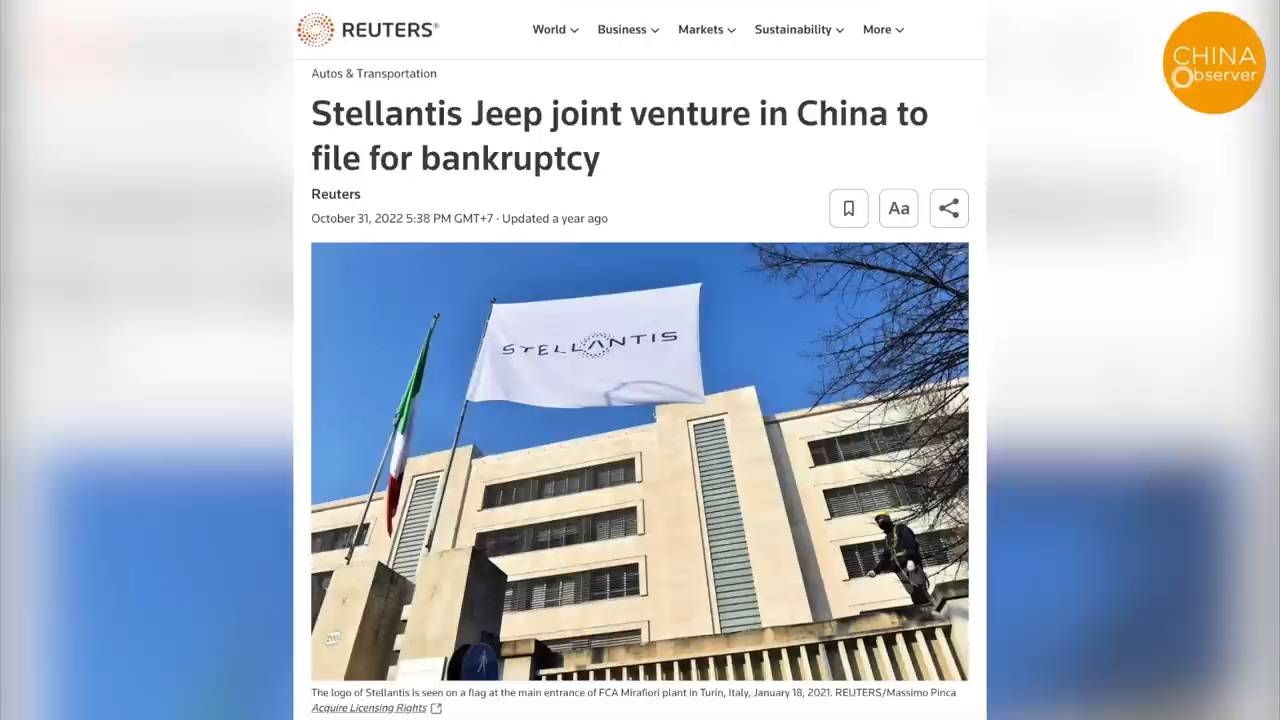 REUTERS®
World Business Markets Sustainability More
CHINA
Observer
Autos & Transportation
Stellantis Jeep joint venture in China to
file for bankruptcy
Reuters
October 31, 2022 5:38 PM GMT+7 · Updated a year ago
Aa
STELLANTIS
200
The logo of Stellantis is seen on a flag at the main entrance of FCA Mirafiori plant in Turin, Italy, January 18, 2021. REUTERS/Massimo Pinca
Acquire Licensing Rights